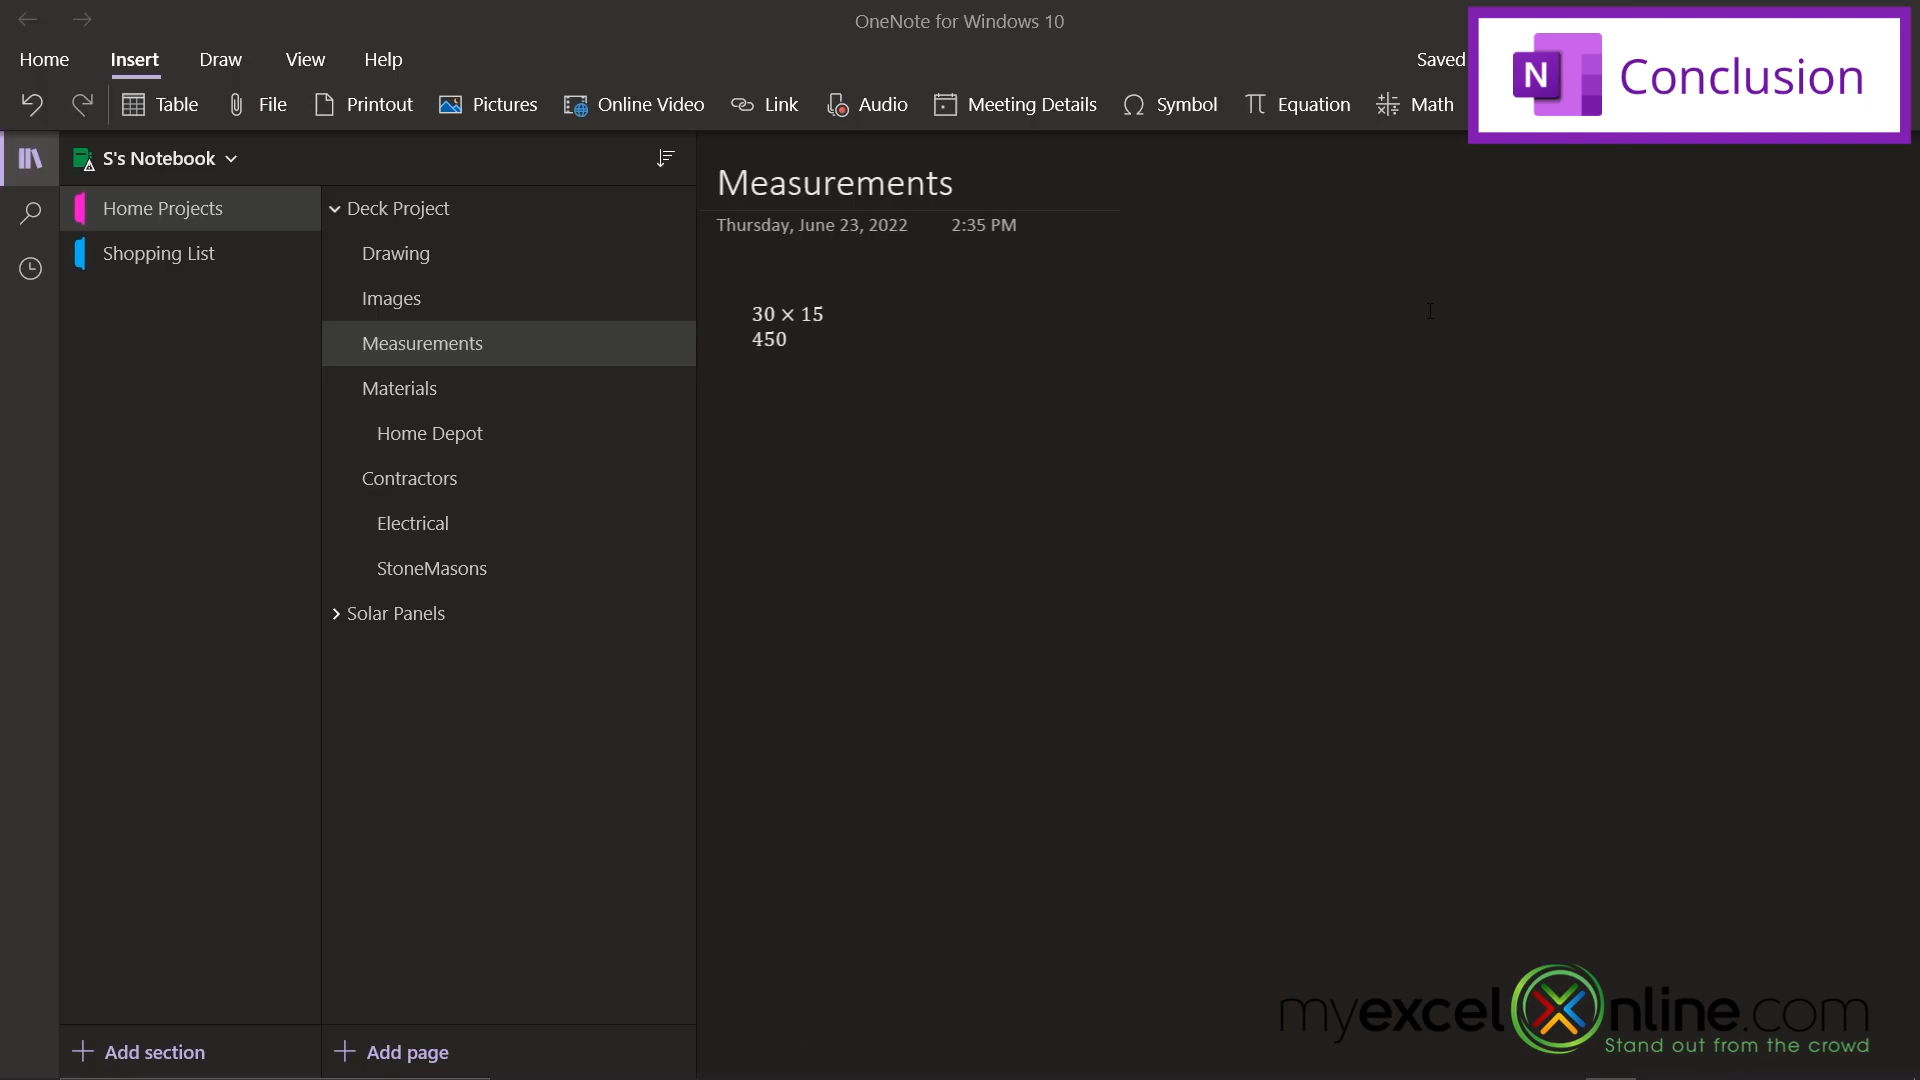 OneNote for Windows 10
Home Insert Draw View Help Saved
Table File Printout Pictures Online Video Link Audio Meeting Details Symbol Equation Math
N Conclusion
S's Notebook
Home Projects
Shopping List
Deck Project
Drawing
Images
Measurements
Materials
Home Depot
Contractors
Electrical
StoneMasons
Solar Panels
Measurements
Thursday, June 23, 2022 2:35 PM
30 × 15
450
Add section
Add page
myexcelOnline.com
Stand out from the crowd